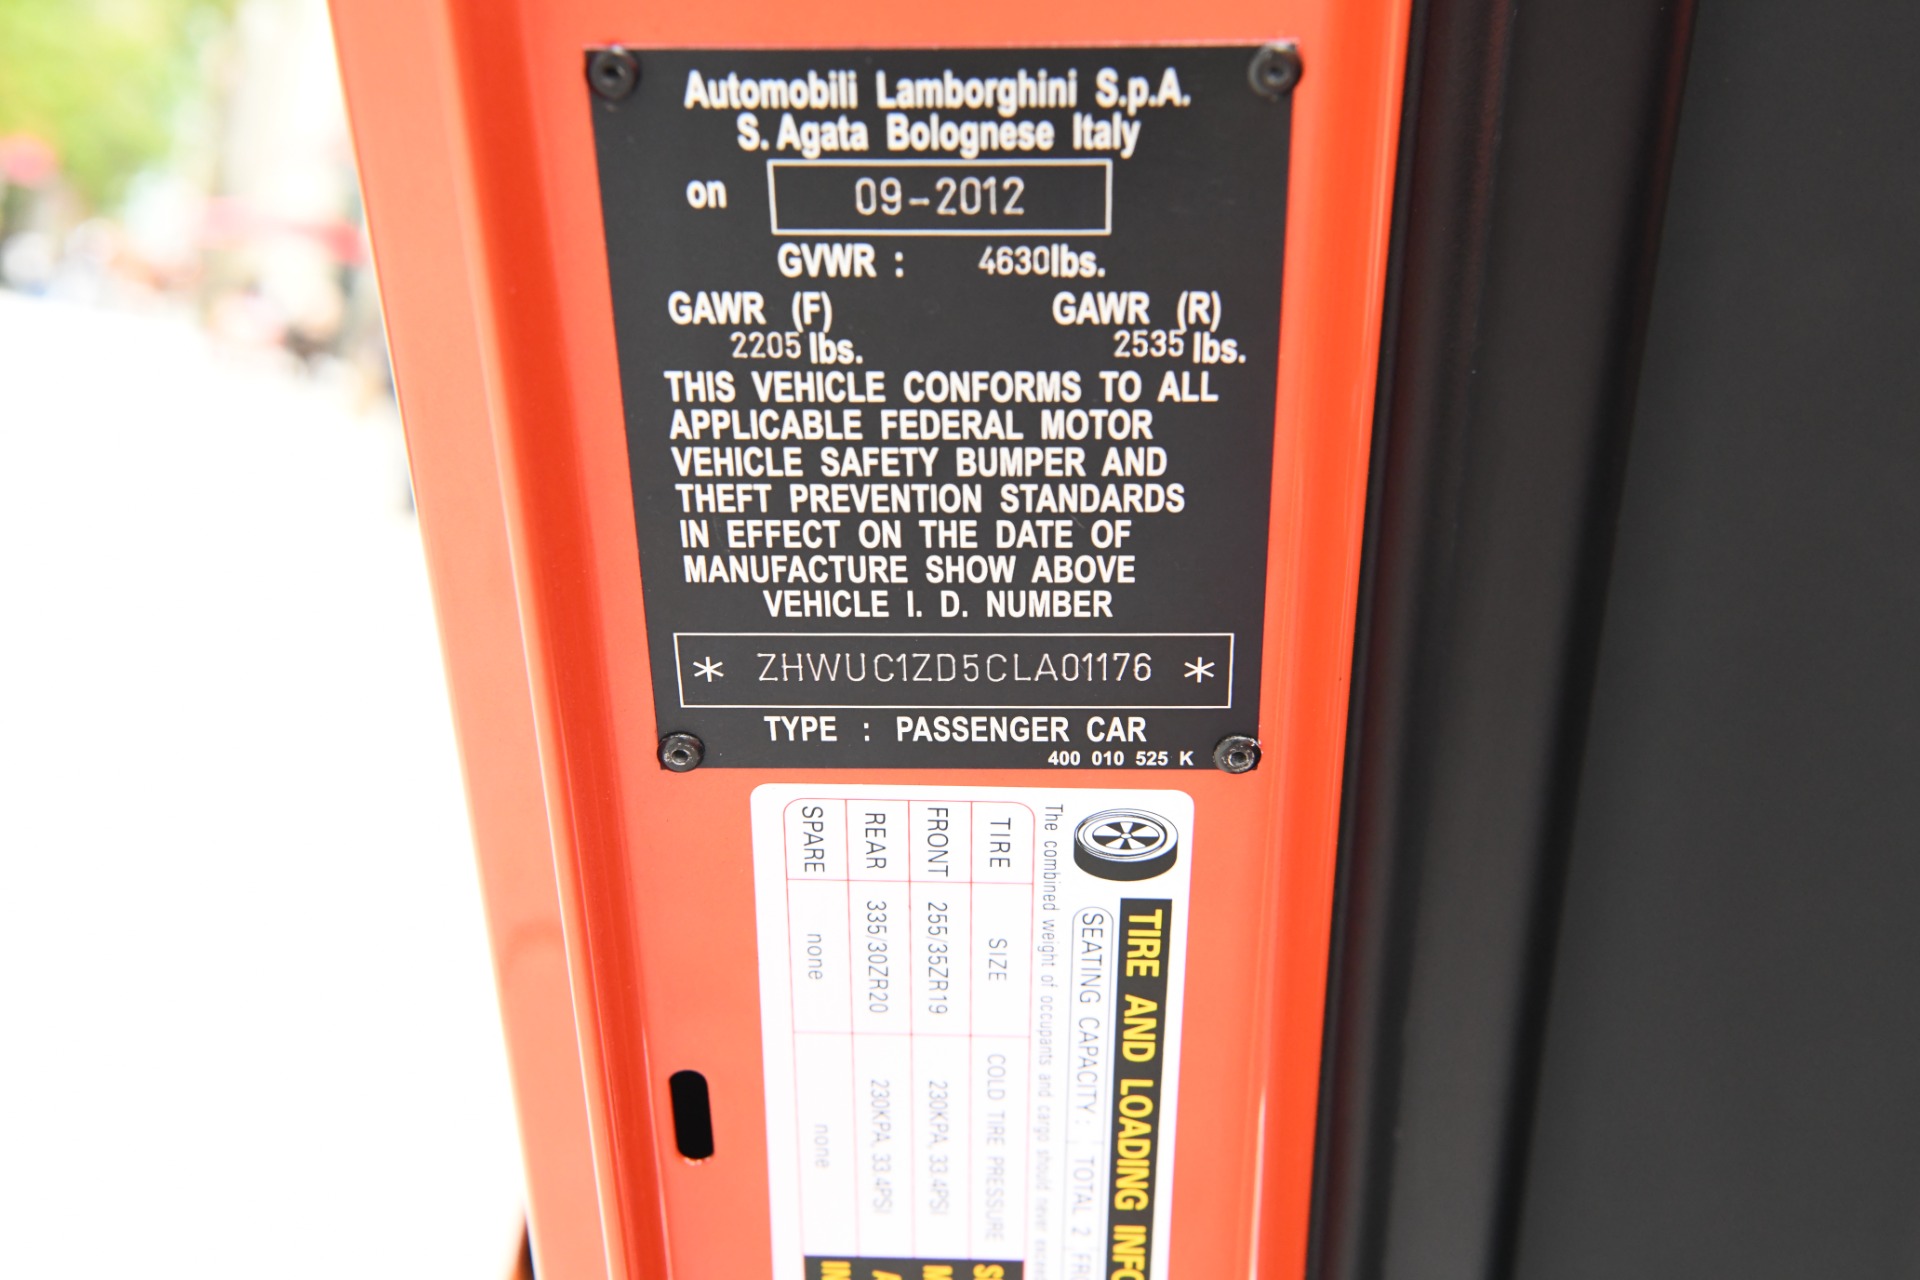 Automobili Lamborghini S.p.A.
S. Agata Bolognese Italy
on 09-2012
GVWR : 4630lbs.
GAWR (F) GAWR (R)
2205 lbs. 2535 lbs.
THIS VEHICLE CONFORMS TO ALL
APPLICABLE FEDERAL MOTOR
VEHICLE SAFETY BUMPER AND
THEFT PREVENTION STANDARDS
IN EFFECT ON THE DATE OF
MANUFACTURE SHOW ABOVE
VEHICLE I. D. NUMBER
* ZHWUC1ZD5CLA01176 *
TYPE : PASSENGER CAR
400 010 525 K
TIRE AND LOADING
SEATING CAPACITY: TOTAL 2
The combined weight of occupants and cargo should never
TIRE SIZE COLD TIRE PRESSURE
FRONT 255/35ZR19 230KPA, 33.4PSI
REAR 335/30ZR20 230KPA, 33.4PSI
SPARE none none